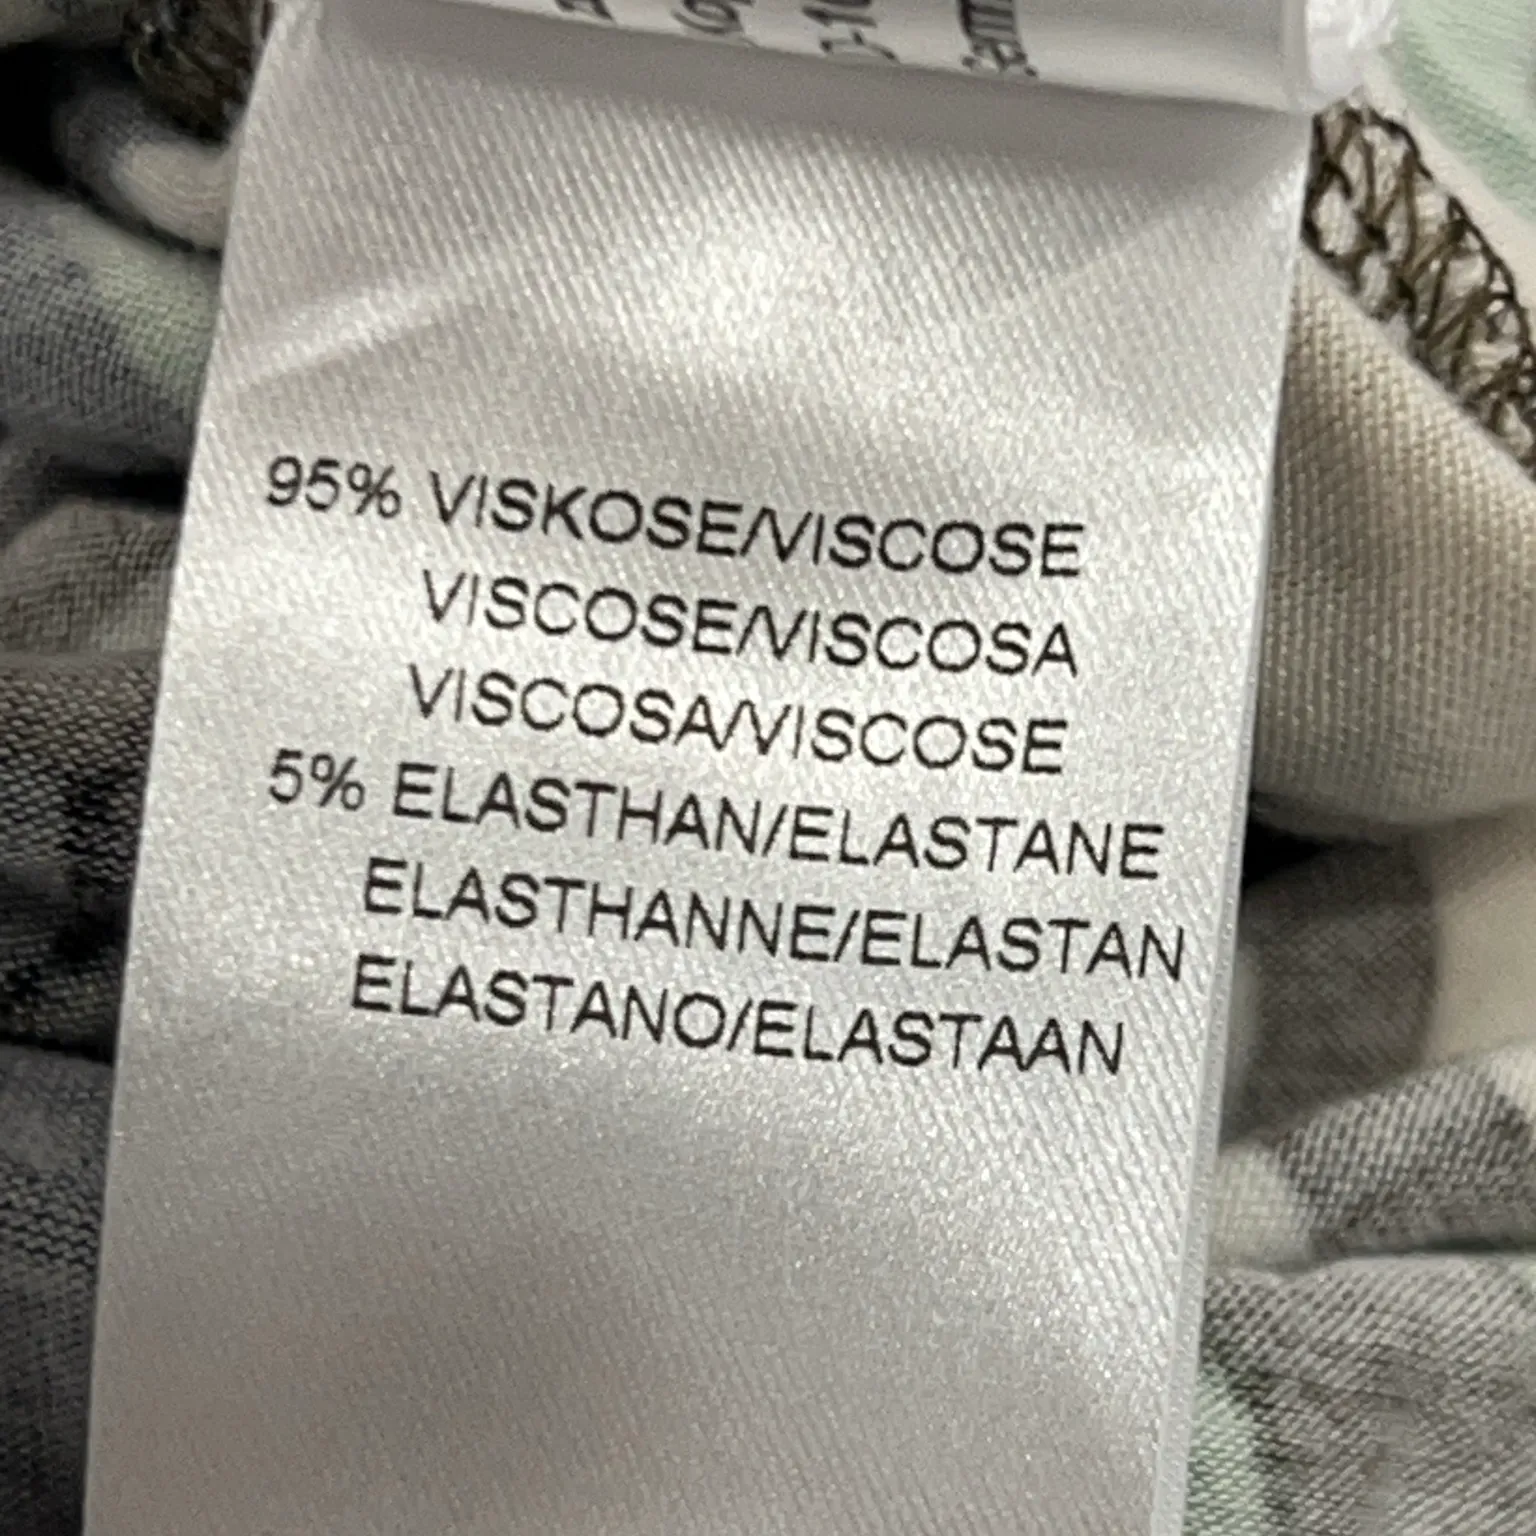 95% VISKOSE/VISCOSE
VISCOSE/VISCOSA
VISCOSA/VISCOSE
5% ELASTHAN/ELASTANE
ELASTHANNE/ELASTAN
ELASTANO/ELASTAAN